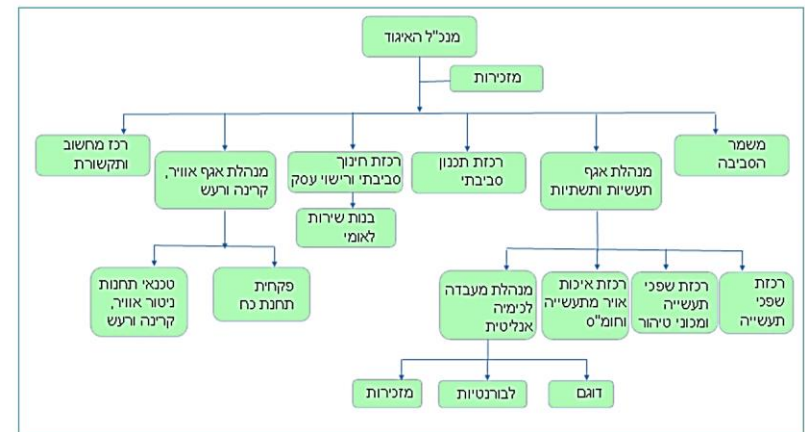 מנכ"ל האיגוד
מזכירות
משמר
הסביבה
מנהלת אגף
תעשיות ותשתיות
רכזת תכנון
סביבתי
רכזת חינוך
סביבתי ורישוי עסק
מנהלת אגף אוויר,
קרינה ורעש
רכז מחשוב
ותקשורת
בנות שירות
לאומי
רכזת
שפכי
תעשייה
רכזת שפכי
תעשייה
ומכוני טיהור
רכזת איכות
אויר מתעשייה
וחומ"ס
מנהלת מעבדה
לכימיה
אנליטית
פקחית
תחנת כח
טכנאי תחנות
ניטור אוויר,
קרינה ורעש
דוגם
לבורנטיות
מזכירות